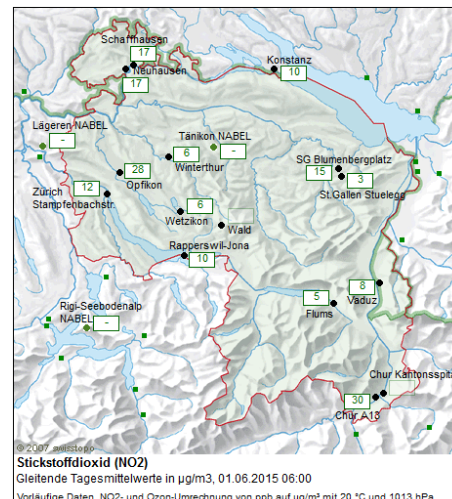 Schaffhausen
17
Neuhausen
17
Konstanz
10
Lägeren NABEL
-
Tänikon NABEL
-
6
Winterthur
28
Opfikon
SG Blumenbergplatz
15
3
St.Gallen Stuelegg
12
Zürich
Stampfenbachstr.
6
Wetzikon
Wald
Rapperswil-Jona
10
8
Vaduz
5
Flums
Rigi-Seebodenalp
NABEL
-
Chur Kantonsspita
30
Chur A13
© 2007 swisstopo
Stickstoffdioxid (NO2)
Gleitende Tagesmittelwerte in µg/m3, 01.06.2015 06:00
Vorläufige Daten, NO2- und Ozon-Umrechnung von ppb auf µg/m³ mit 20 °C und 1013 hPa